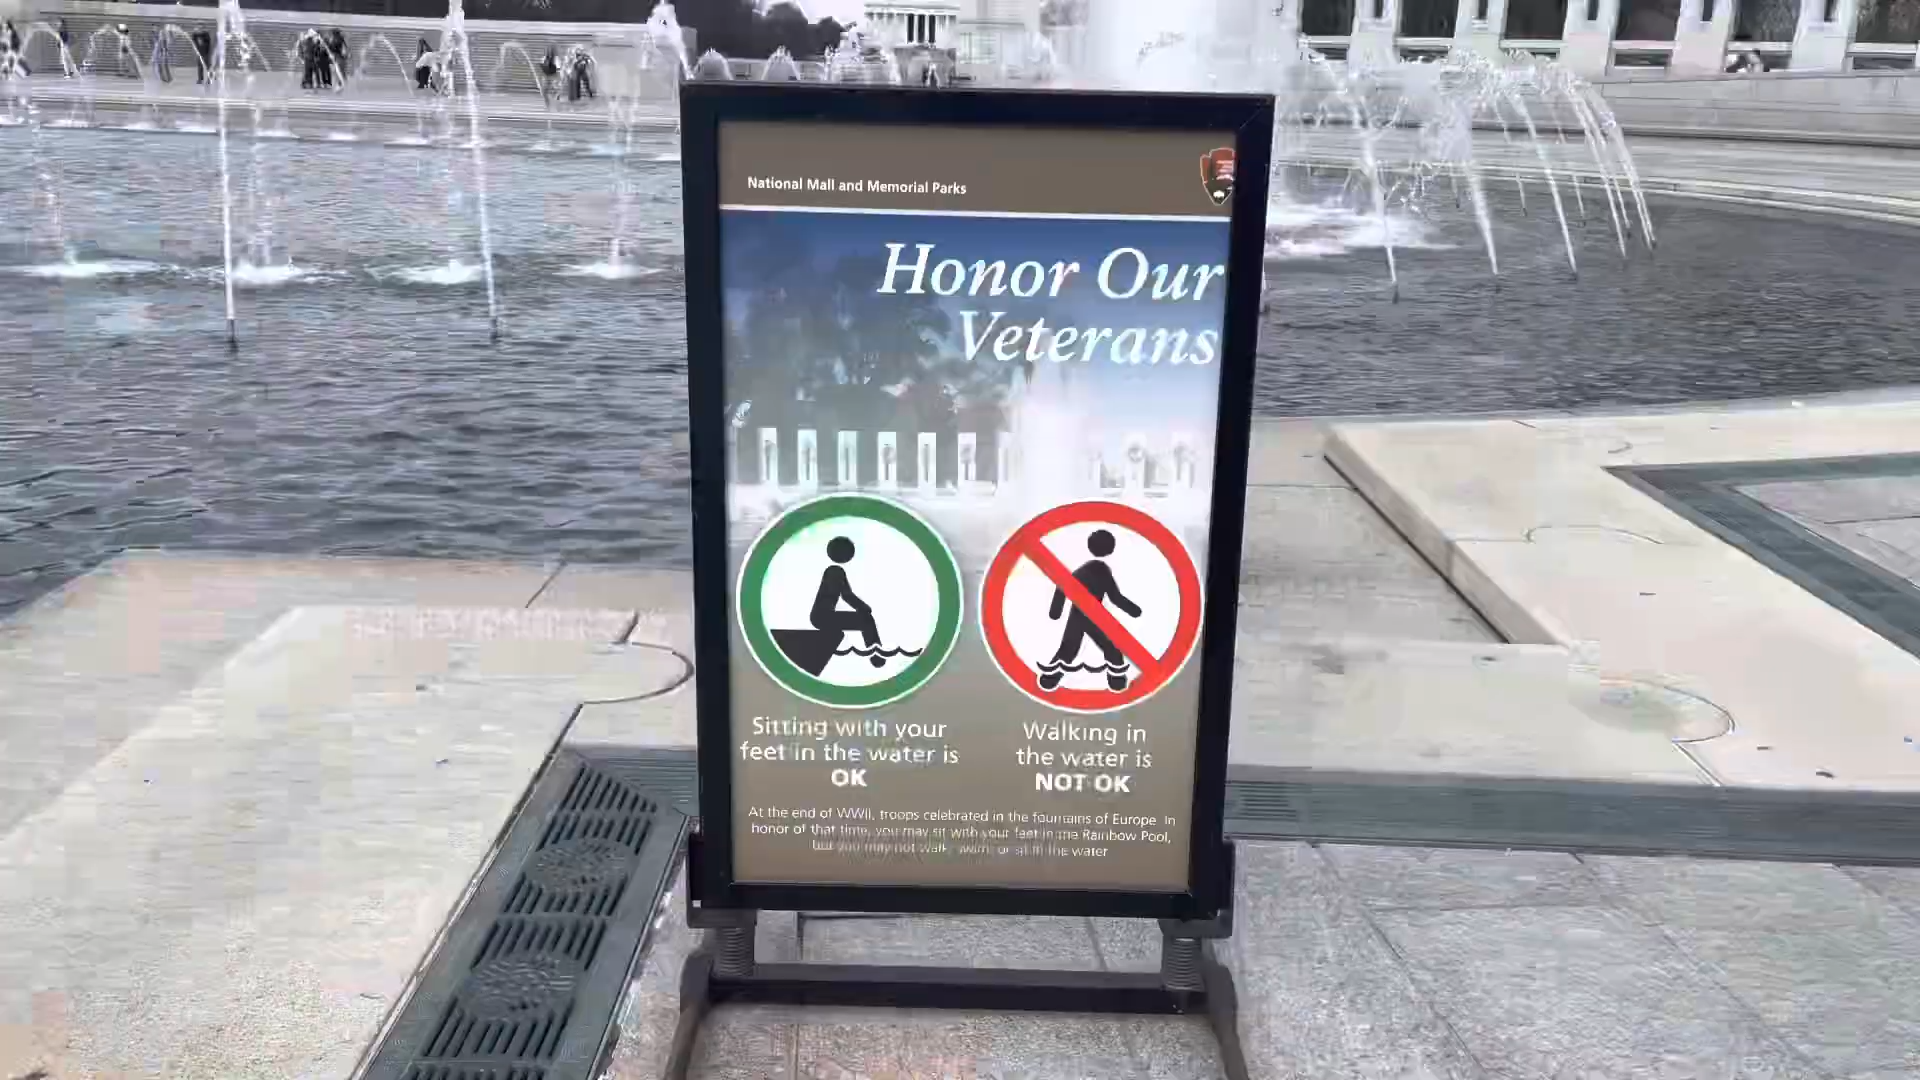 National Mall and Memorial Parks
Honor Our
Veterans
Sitting with your
feet in the water is
OK
Walking in
the water is
NOT OK
At the end of WWII, troops celebrated in the fountains of Europe. In
honor of that time, you may sit with your feet in the Rainbow Pool,
but you may not walk, swim, or sit in the water